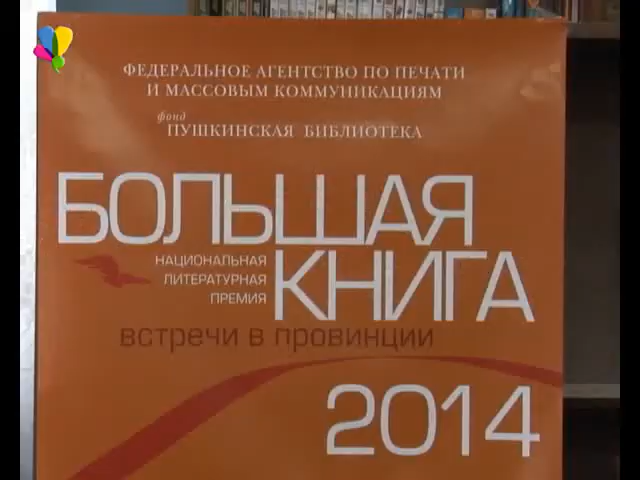 ФЕДЕРАЛЬНОЕ АГЕНТСТВО ПО ПЕЧАТИ
И МАССОВЫМ КОММУНИКАЦИЯМ
фонд
ПУШКИНСКАЯ БИБЛИОТЕКА
БОЛЬШАЯ
НАЦИОНАЛЬНАЯ
ЛИТЕРАТУРНАЯ
ПРЕМИЯ
КНИГА
встречи в провинции
2014